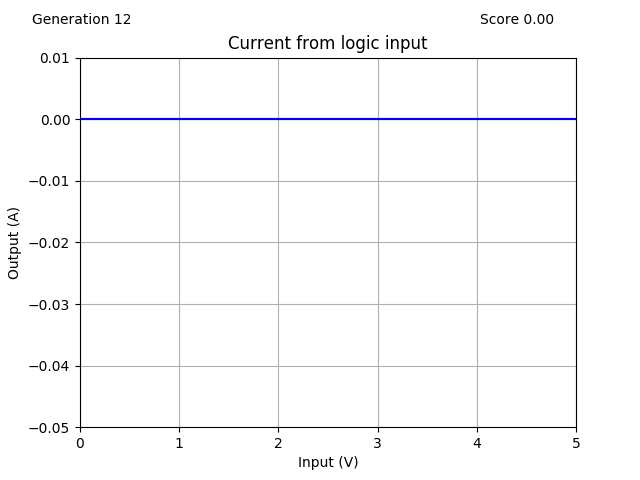 Generation 12
Score 0.00
Current from logic input
0.01
0.00
−0.01
−0.02
−0.03
−0.04
−0.05
Output (A)
0 1 2 3 4 5
Input (V)